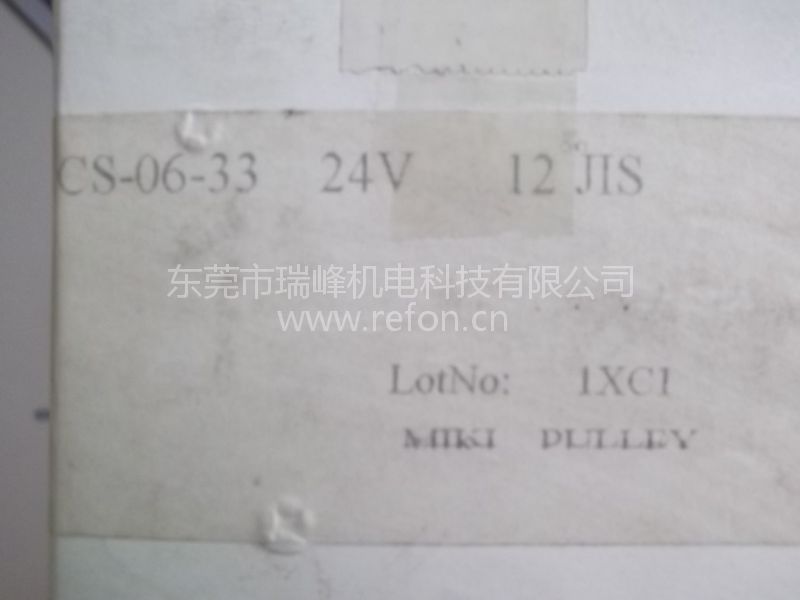 CS-06-33 24V 12 JIS
东莞市瑞峰机电科技有限公司
www.refon.cn
LotNo: 1XC1
MIKI PULLEY